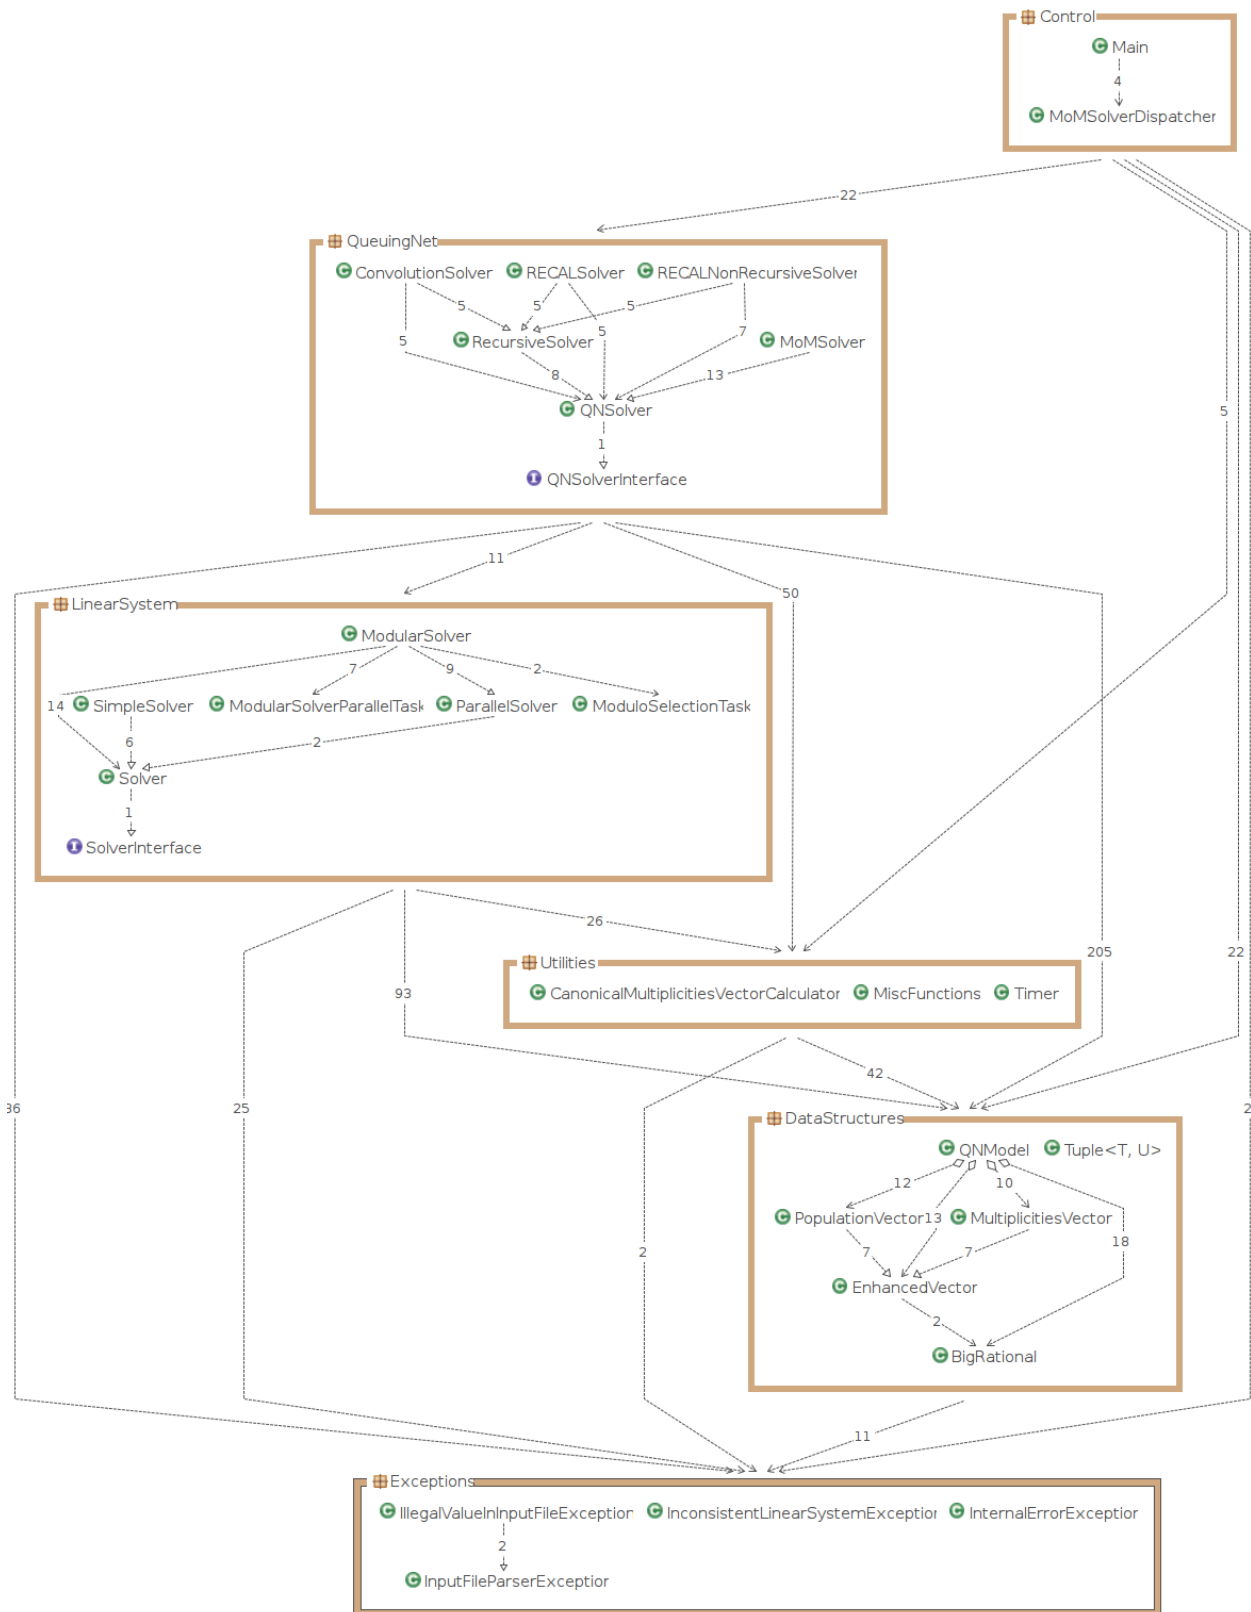 Control
Main
4
MoMSolverDispatcher
22
QueuingNet
ConvolutionSolver RECALSolver RECALNonRecursiveSolver
5 5 5
5 5 7
RecursiveSolver MoMSolver
8 13
5
QNSolver
1
QNSolverInterface
11
50
LinearSystem
ModularSolver
7 9 2
14 SimpleSolver ModularSolverParallelTask ParallelSolver ModuloSelectionTask
6 2
Solver
1
SolverInterface
26
205 22
Utilities
93
CanonicalMultiplicitiesVectorCalculator MiscFunctions Timer
42
36 25 2
DataStructures
QNModel Tuple<T, U>
12 10
PopulationVector 13 MultiplicitiesVector
7 7 18
2
EnhancedVector
2
BigRational
11
Exceptions
IllegalValueInInputFileException InconsistentLinearSystemException InternalErrorException
2
InputFileParserException